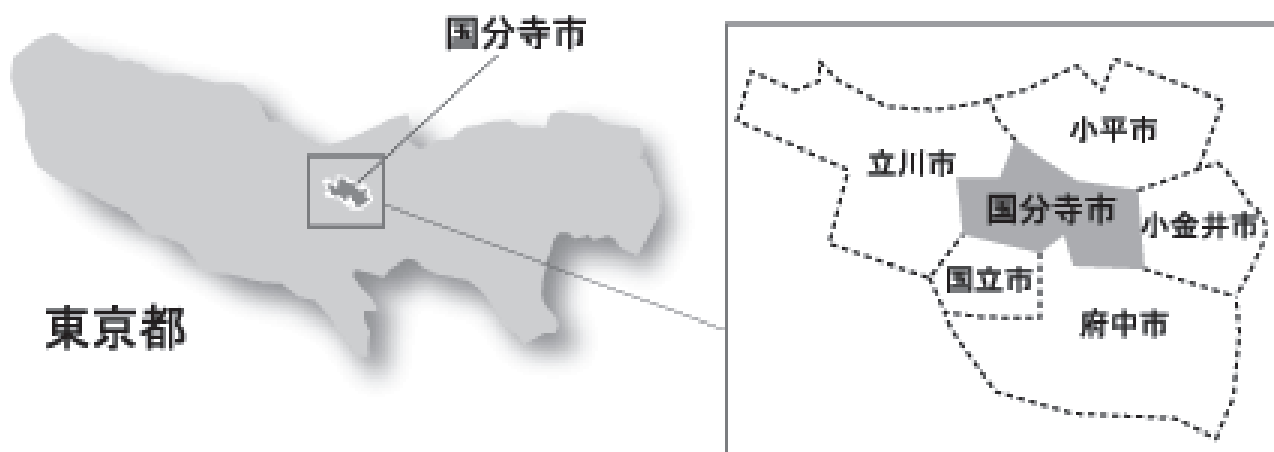 国分寺市
東京都
小平市
立川市
国分寺市
小金井市
国立市
府中市